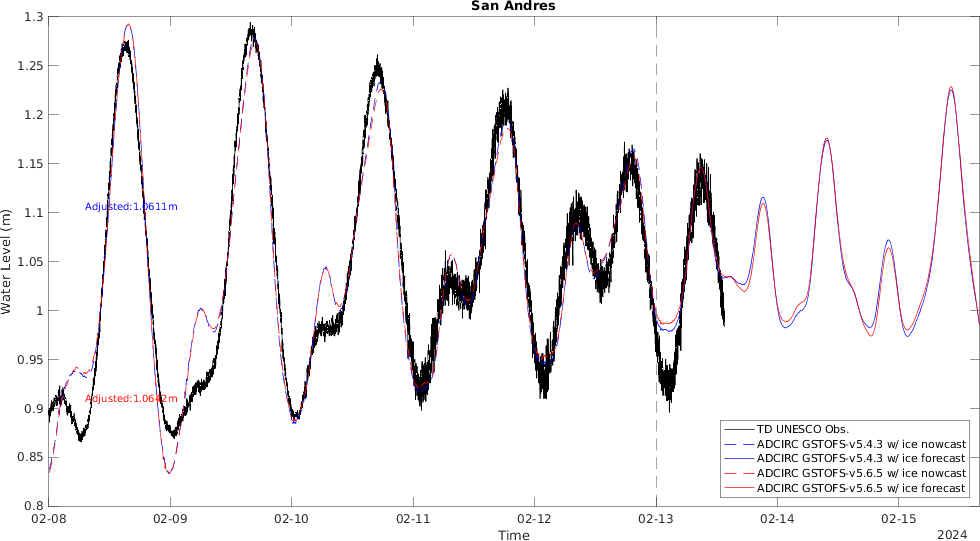 San Andres
1.3
1.25
1.2
1.15
1.1
1.05
1
0.95
0.9
0.85
0.8
Water Level (m)
Adjusted:1.0611m
Adjusted:1.0642m
TD UNESCO Obs.
ADCIRC GSTOFS-v5.4.3 w/ ice nowcast
ADCIRC GSTOFS-v5.4.3 w/ ice forecast
ADCIRC GSTOFS-v5.6.5 w/ ice nowcast
ADCIRC GSTOFS-v5.6.5 w/ ice forecast
02-08 02-09 02-10 02-11 02-12 02-13 02-14 02-15
Time
2024